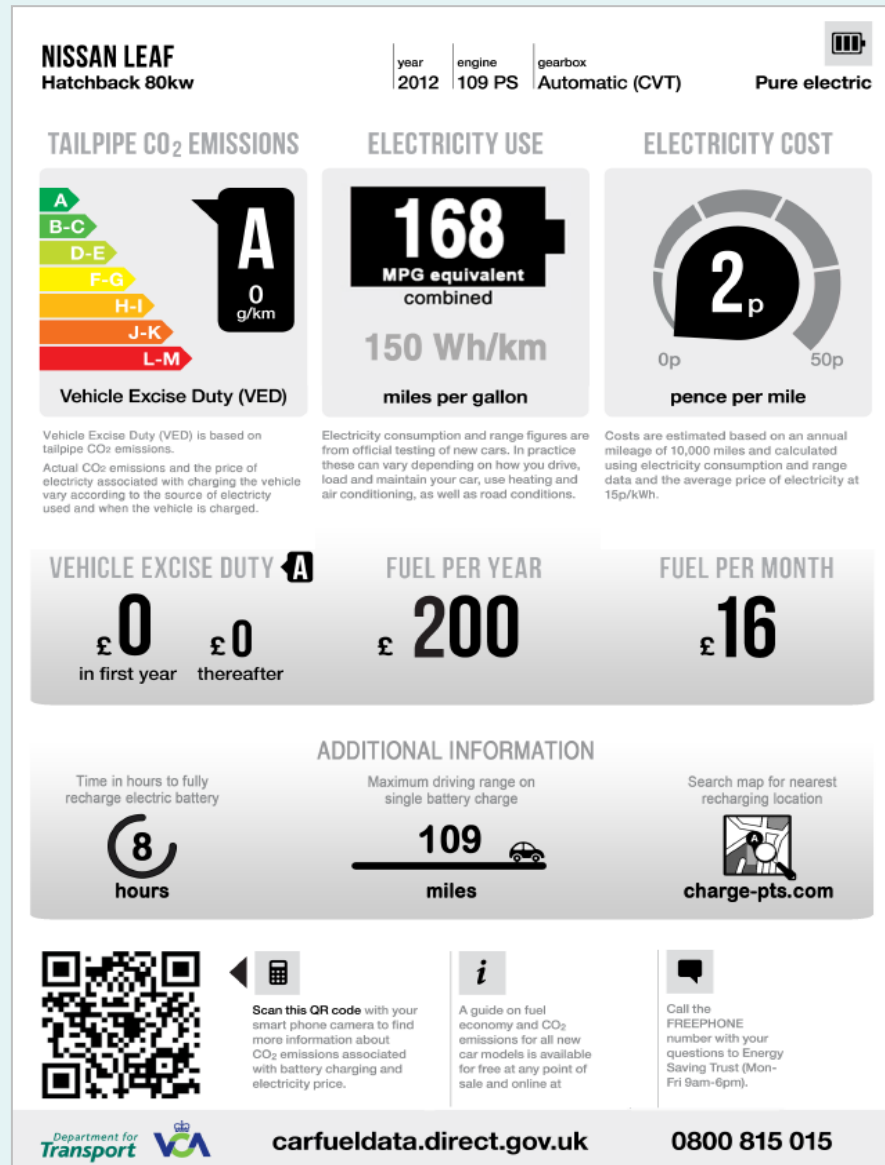 NISSAN LEAF
Hatchback 80kw
year
2012
engine
109 PS
gearbox
Automatic (CVT)
Pure electric
TAILPIPE CO2 EMISSIONS
A
B-C
D-E
F-G
H-I
J-K
L-M
A
0
g/km
Vehicle Excise Duty (VED)
Vehicle Excise Duty (VED) is based on
tailpipe CO2 emissions.
Actual CO2 emissions and the price of
electricty associated with charging the vehicle
vary according to the source of electricty
used and when the vehicle is charged.
ELECTRICITY USE
168
MPG equivalent
combined
150 Wh/km
miles per gallon
Electricity consumption and range figures are
from official testing of new cars. In practice
these can vary depending on how you drive,
load and maintain your car, use heating and
air conditioning, as well as road conditions.
ELECTRICITY COST
2p
0p
50p
pence per mile
Costs are estimated based on an annual
mileage of 10,000 miles and calculated
using electricity consumption and range
data and the average price of electricity at
15p/kWh.
VEHICLE EXCISE DUTY A
£0
in first year
£0
thereafter
FUEL PER YEAR
£ 200
FUEL PER MONTH
£16
ADDITIONAL INFORMATION
Time in hours to fully
recharge electric battery
8
hours
Maximum driving range on
single battery charge
109
miles
Search map for nearest
recharging location
A
charge-pts.com
Scan this QR code with your
smart phone camera to find
more information about
CO2 emissions associated
with battery charging and
electricity price.
i
A guide on fuel
economy and CO2
emissions for all new
car models is available
for free at any point of
sale and online at
Call the
FREEPHONE
number with your
questions to Energy
Saving Trust (Mon-
Fri 9am-6pm).
Department for
Transport
VCA
carfueldata.direct.gov.uk
0800 815 015